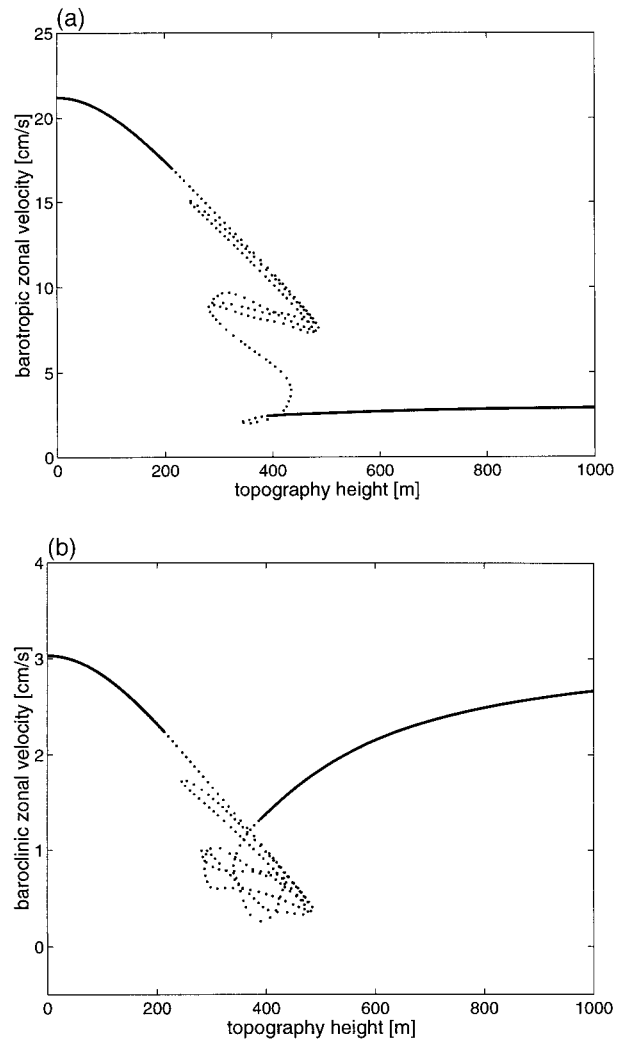 (a)
25
20
15
10
5
0
barotropic zonal velocity [cm/s]
0 200 400 600 800 1000
topography height [m]
(b)
4
3
2
1
0
baroclinic zonal velocity [cm/s]
0 200 400 600 800 1000
topography height [m]